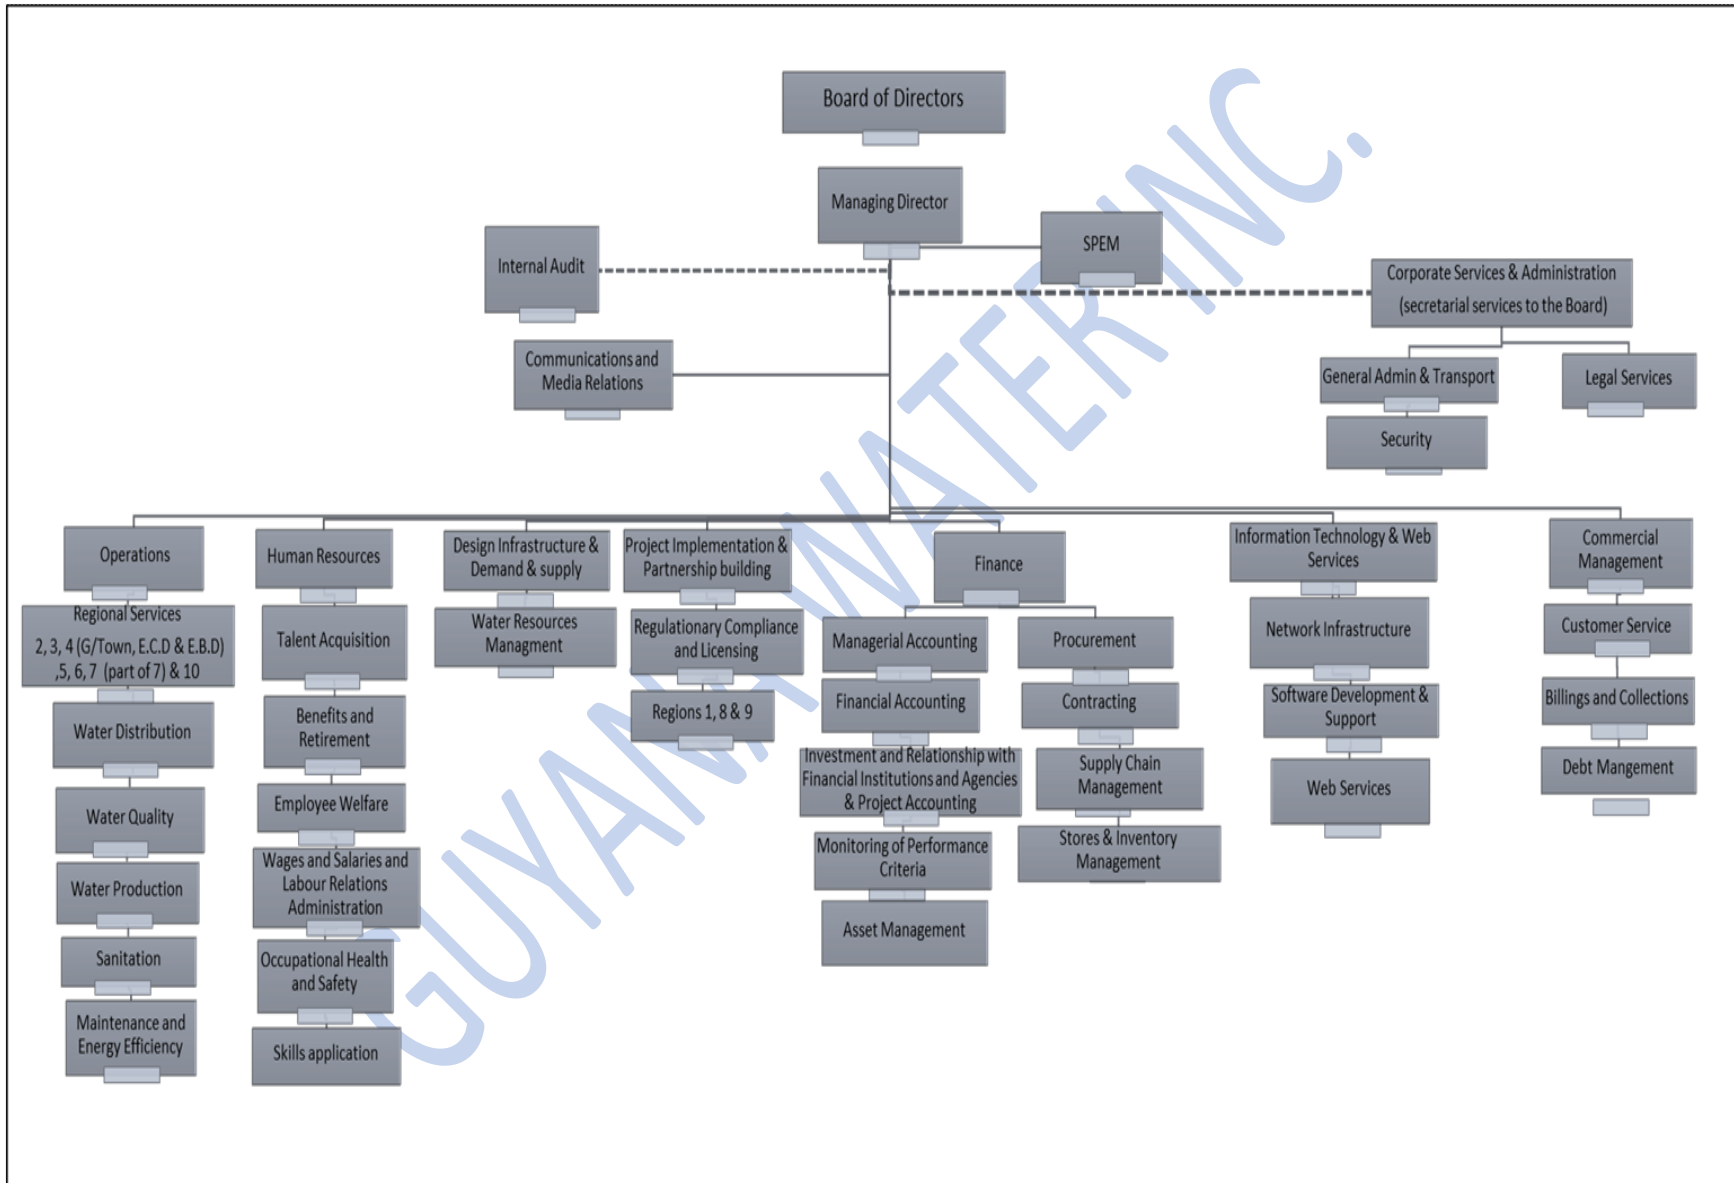 Board of Directors
Managing Director
SPEM
Internal Audit
Corporate Services & Administration
(secretarial services to the Board)
Communications and
Media Relations
General Admin & Transport
Legal Services
Security
Operations
Regional Services
2, 3, 4 (G/Town, E.C.D & E.B.D)
,5, 6, 7 (part of 7) & 10
Water Distribution
Water Quality
Water Production
Sanitation
Maintenance and
Energy Efficiency
Human Resources
Talent Acquisition
Benefits and
Retirement
Employee Welfare
Wages and Salaries and
Labour Relations
Administration
Occupational Health
and Safety
Skills application
Design Infrastructure &
Demand & supply
Water Resources
Managment
Project Implementation &
Partnership building
Regulationary Compliance
and Licensing
Regions 1, 8 & 9
Finance
Managerial Accounting
Financial Accounting
Investment and Relationship with
Financial Institutions and Agencies
& Project Accounting
Monitoring of Performance
Criteria
Asset Management
Procurement
Contracting
Supply Chain
Management
Stores & Inventory
Management
Information Technology & Web
Services
Network Infrastructure
Software Development &
Support
Web Services
Commercial
Management
Customer Service
Billings and Collections
Debt Mangement
GUYANA WATER INC.